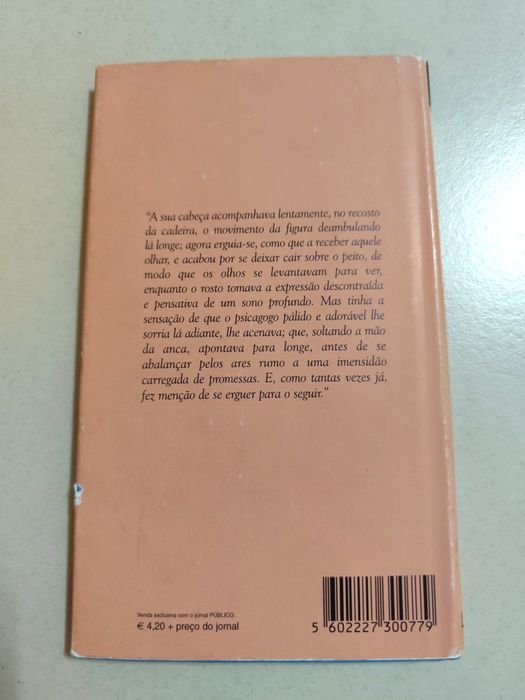 "A sua cabeça acompanhava lentamente, no recosto
da cadeira, o movimento da figura deambulando
lá longe; agora erguia-se, como que a receber aquele
olhar, e acabou por se deixar cair sobre o peito, de
modo que os olhos se levantavam para ver,
enquanto o rosto tomava a expressão descontraída
e pensativa de um sono profundo. Mas tinha a
sensação de que o psicagogo pálido e adorável lhe
sorria lá adiante, lhe acenava; que, soltando a mão
da anca, apontava para longe, antes de se
abalançar pelos ares rumo a uma imensidão
carregada de promessas. E, como tantas vezes já,
fez menção de se erguer para o seguir."
Venda exclusiva com o jornal PÚBLICO.
€ 4,20 + preço do jornal
5 602227 300779